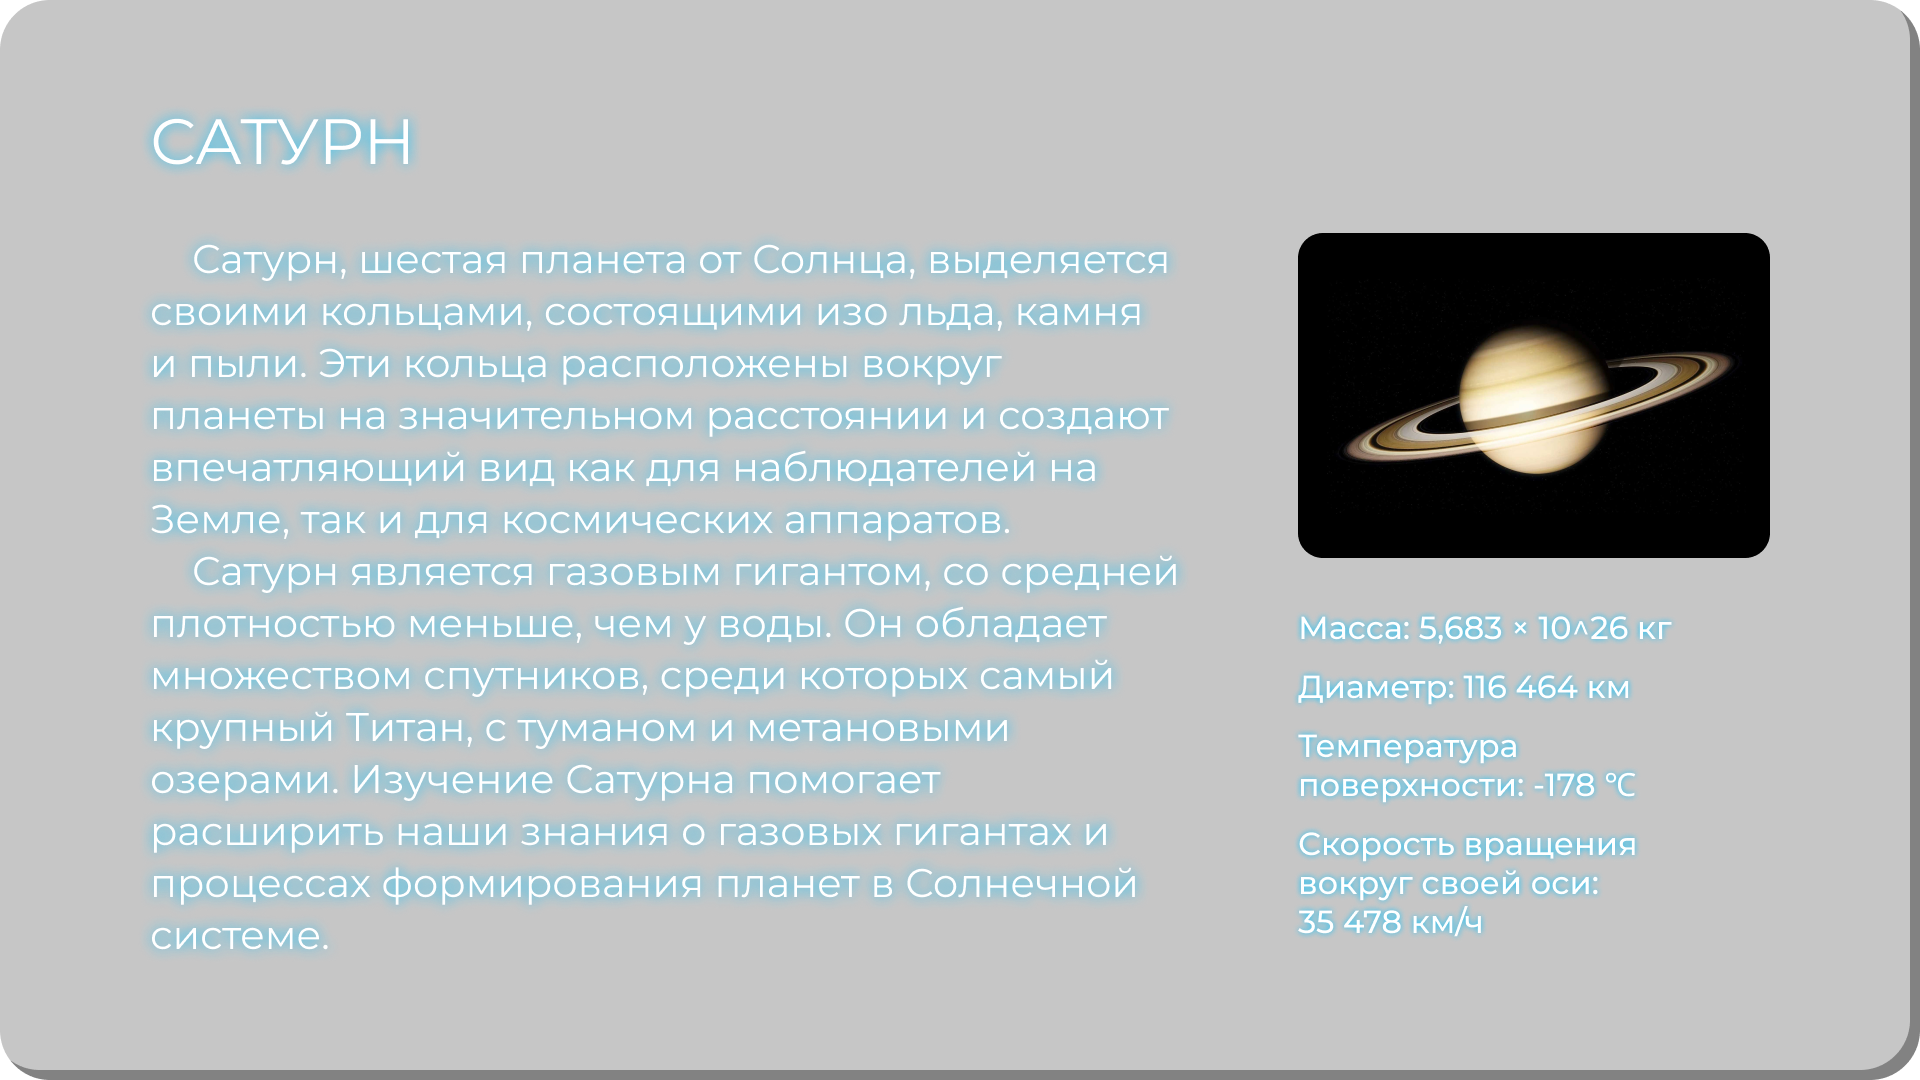 САТУРН
Сатурн, шестая планета от Солнца, выделяется
своими кольцами, состоящими изо льда, камня
и пыли. Эти кольца расположены вокруг
планеты на значительном расстоянии и создают
впечатляющий вид как для наблюдателей на
Земле, так и для космических аппаратов.
Сатурн является газовым гигантом, со средней
плотностью меньше, чем у воды. Он обладает
множеством спутников, среди которых самый
крупный Титан, с туманом и метановыми
озерами. Изучение Сатурна помогает
расширить наши знания о газовых гигантах и
процессах формирования планет в Солнечной
системе.
Масса: 5,683 × 10^26 кг
Диаметр: 116 464 км
Температура
поверхности: -178 ℃
Скорость вращения
вокруг своей оси:
35 478 км/ч